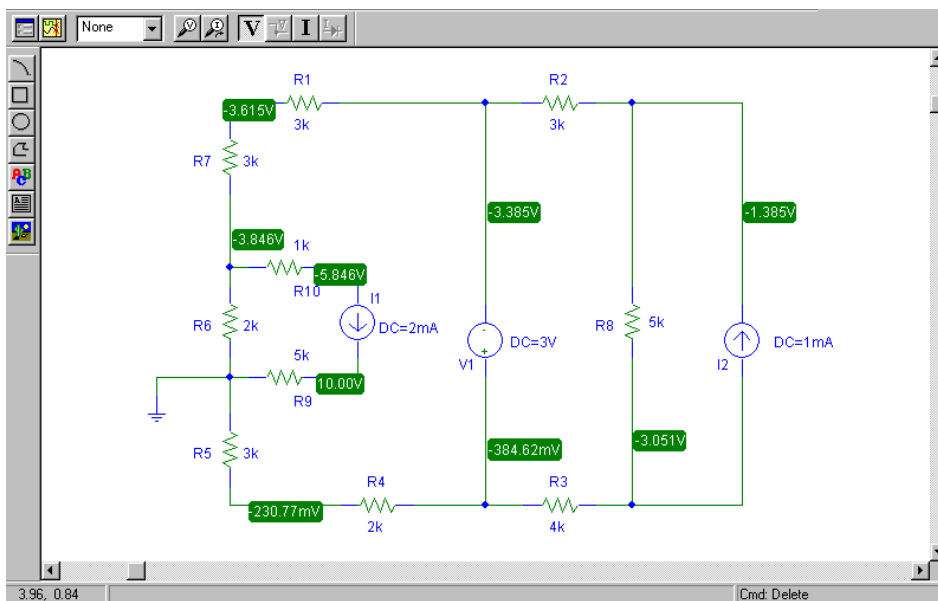 None V I
R1 R2
-3.615V
3k 3k
R7 3k
-3.385V -1.385V
-3.846V
1k
-5.846V
R10
I1
R6 2k DC=2mA R8 5k
- DC=3V DC=1mA
V1 + I2
5k
10.00V
R9
R5 3k -384.62mV -3.051V
R4 R3
-230.77mV
2k 4k
3.96, 0.84 Cmd: Delete